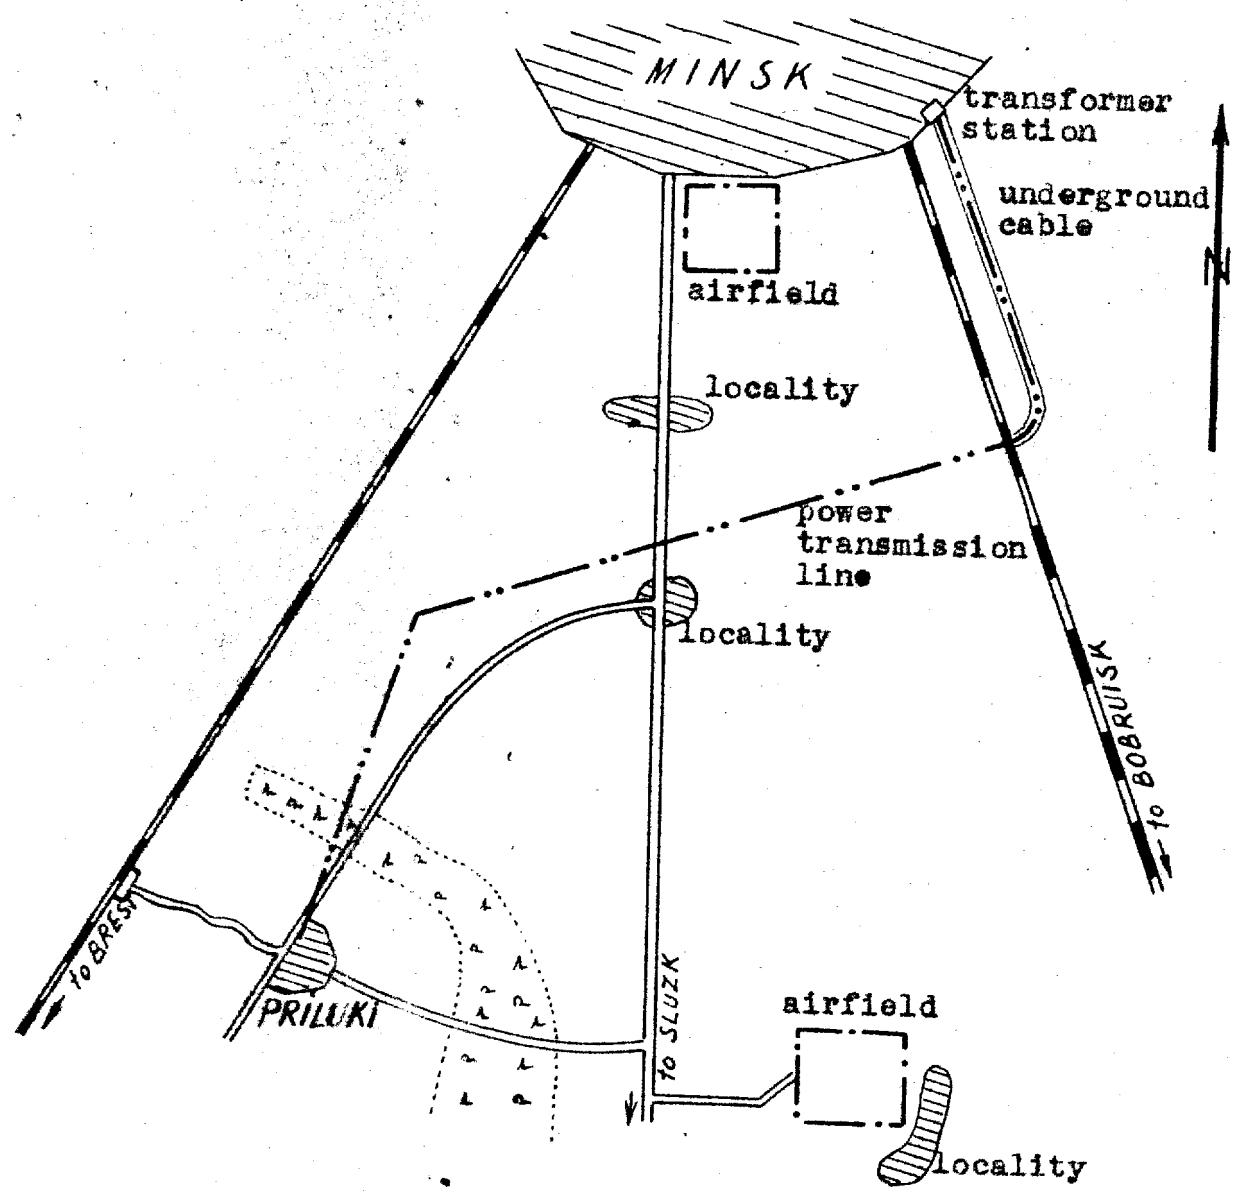 MINSK
transformer
station
underground
cable
N
airfield
locality
power
transmission
line
locality
to BOBRUISK
to BREST
PRILUKI
to SLUZK
airfield
locality